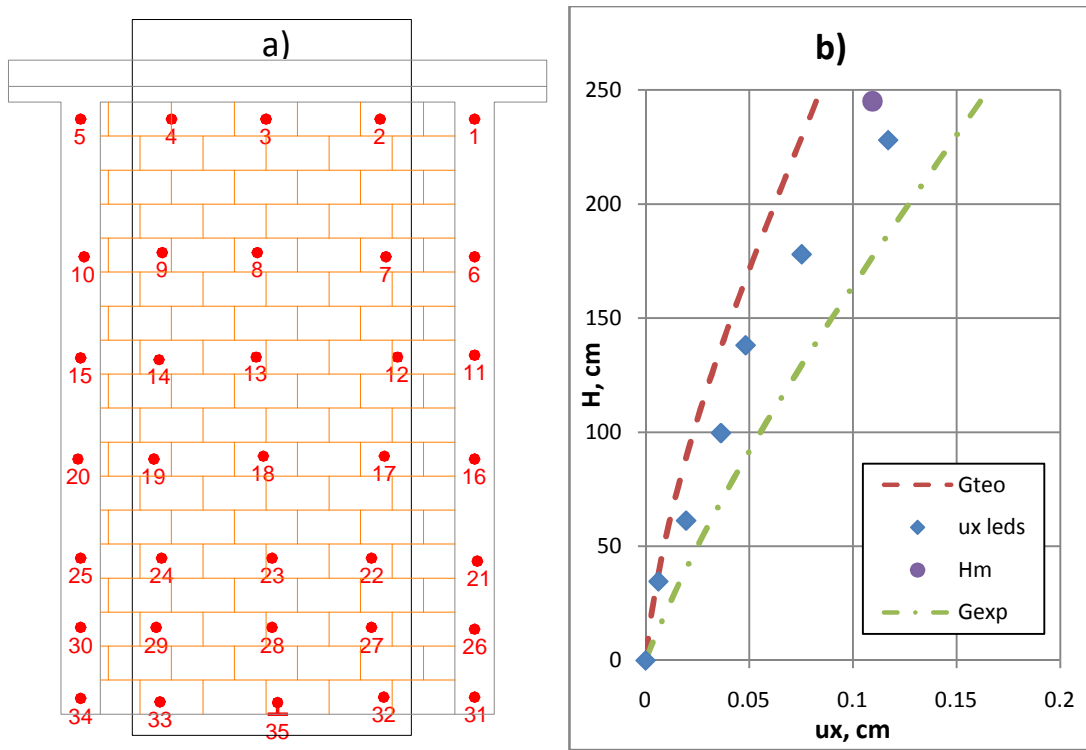 a)
5 4 3 2 1
10 9 8 7 6
15 14 13 12 11
20 19 18 17 16
25 24 23 22 21
30 29 28 27 26
34 33 35 32 31
b)
250
200
150
100
50
0
H, cm
Gteo
ux leds
Hm
Gexp
0 0.05 0.1 0.15 0.2
ux, cm